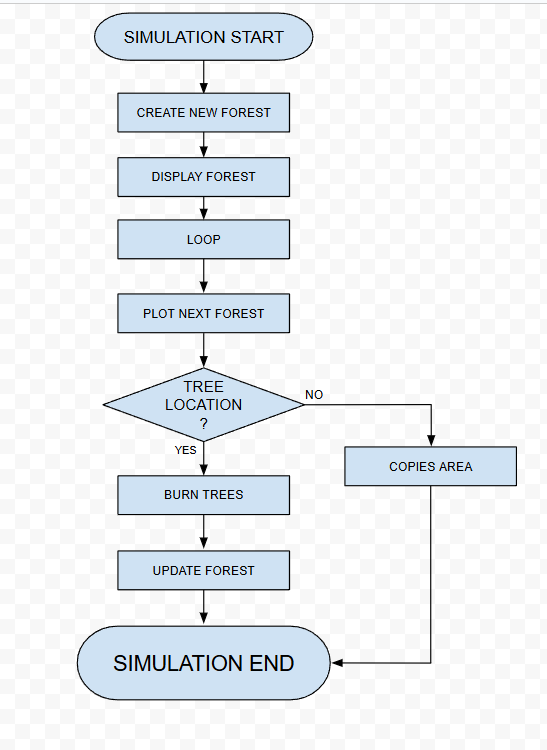 SIMULATION START
CREATE NEW FOREST
DISPLAY FOREST
LOOP
PLOT NEXT FOREST
TREE
LOCATION
?
NO
YES
COPIES AREA
BURN TREES
UPDATE FOREST
SIMULATION END